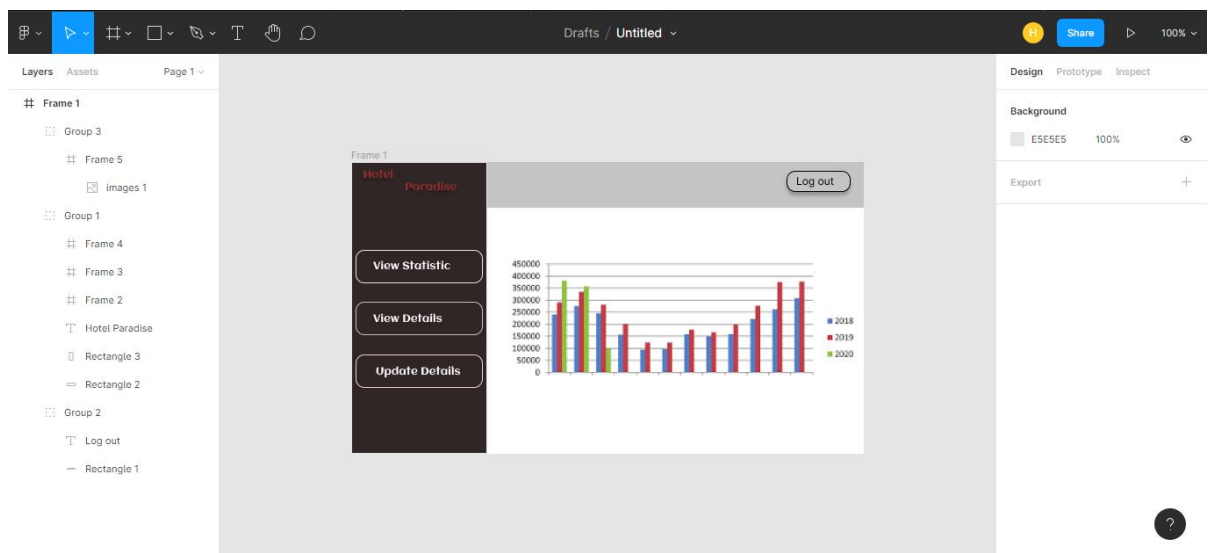 Drafts / Untitled
H
Share
100%
Layers Assets Page 1
Design Prototype Inspect
Frame 1
Group 3
Frame 5
images 1
Group 1
Frame 4
Frame 3
Frame 2
T Hotel Paradise
Rectangle 3
Rectangle 2
Group 2
T Log out
Rectangle 1
Frame 1
Hotel
Paradise
Log out
View Statistic
View Details
Update Details
450000
400000
350000
300000
250000
200000
150000
100000
50000
0
2018
2019
2020
Background
E5E5E5 100%
Export
?